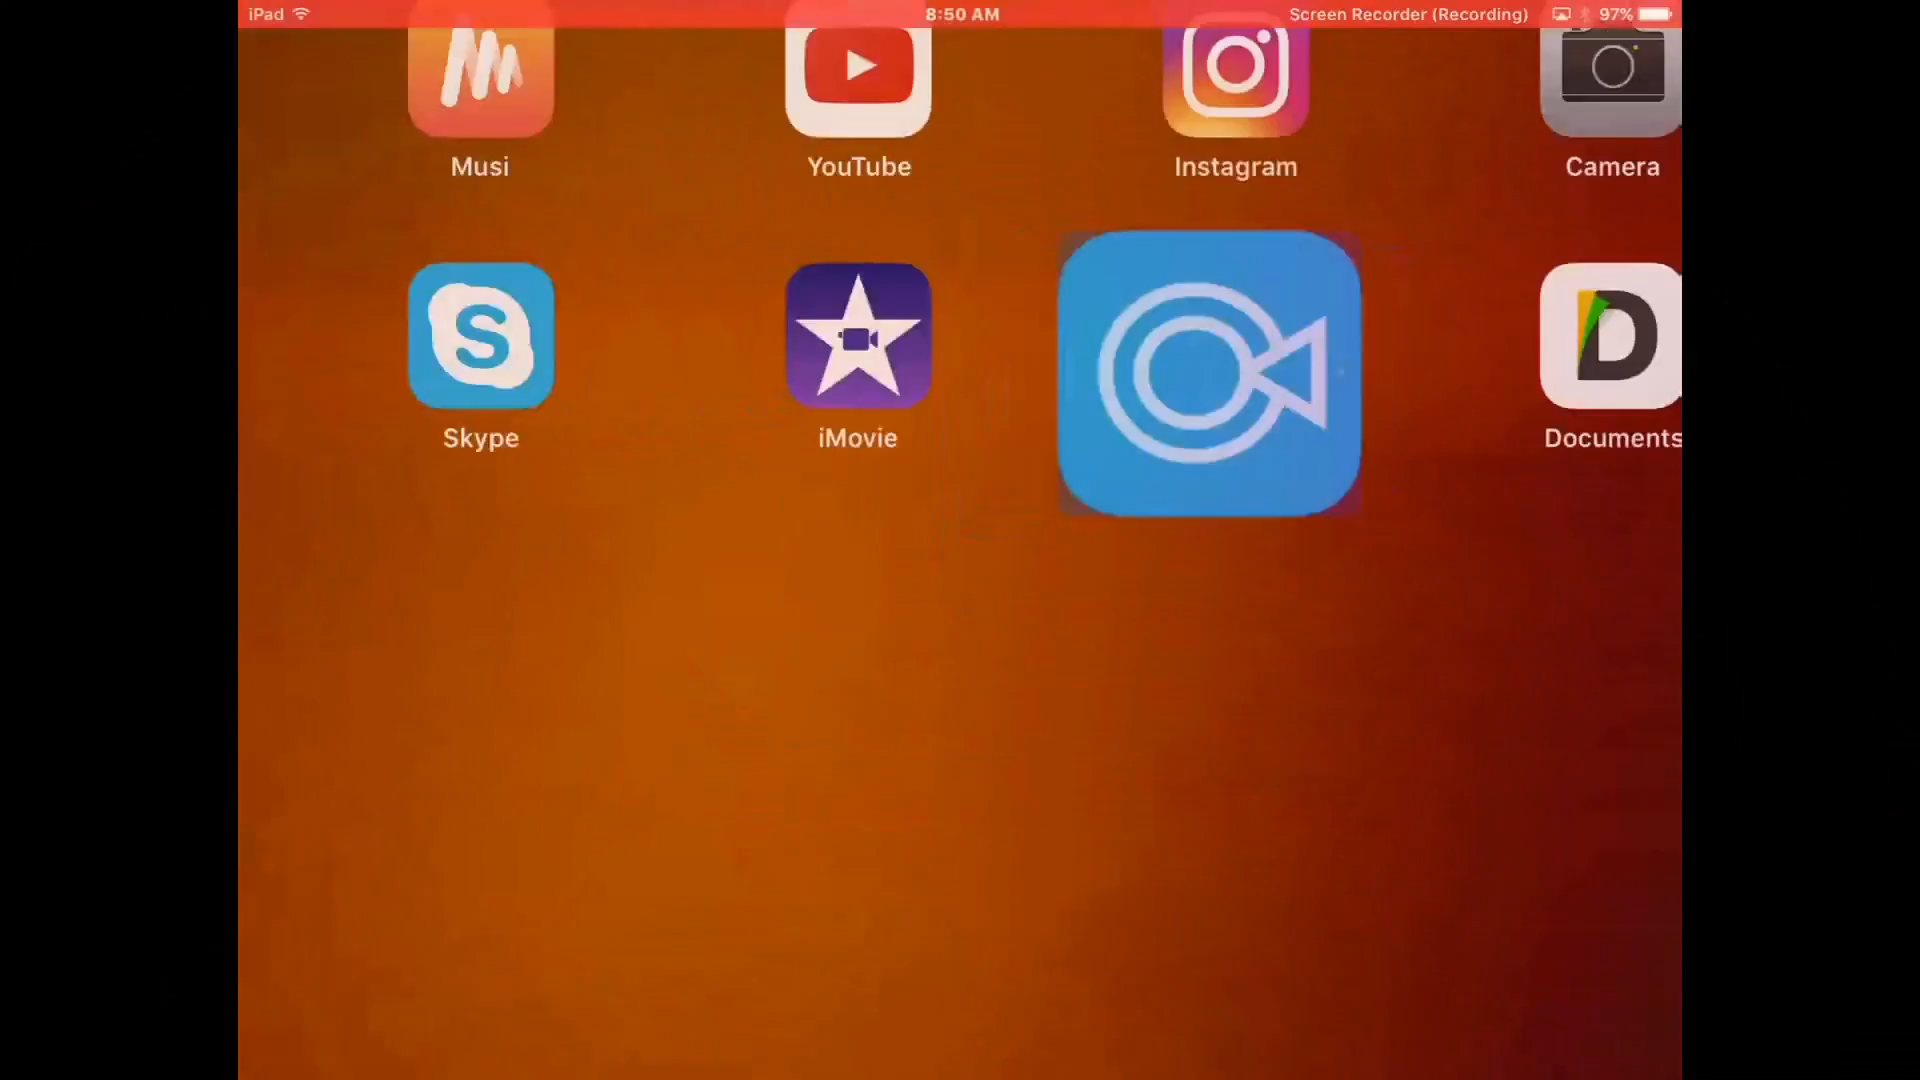 iPad 8:50 AM Screen Recorder (Recording) 97%
Musi YouTube Instagram Camera
S D
Skype iMovie Documents